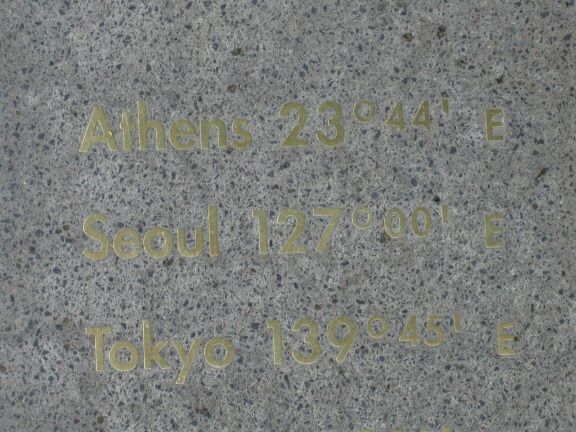 Athens 23° 44' E
Seoul 127° 00' E
Tokyo 139° 45' E